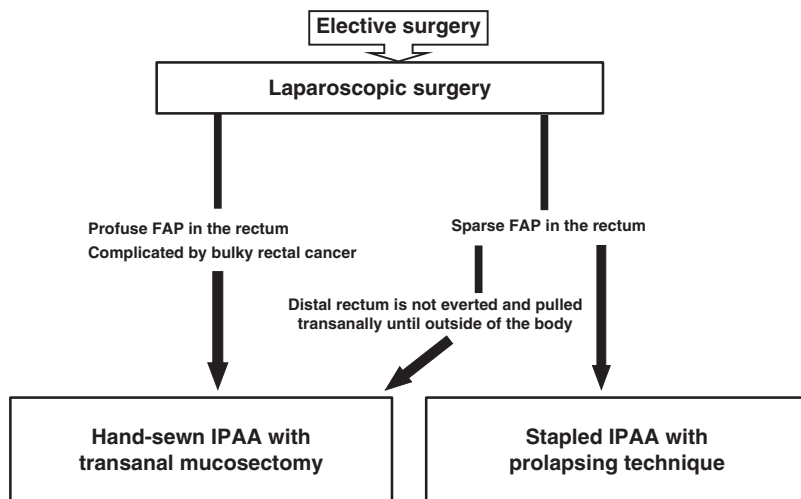 Elective surgery
Laparoscopic surgery
Profuse FAP in the rectum
Complicated by bulky rectal cancer
Sparse FAP in the rectum
Distal rectum is not everted and pulled
transanally until outside of the body
Hand-sewn IPAA with
transanal mucosectomy
Stapled IPAA with
prolapsing technique